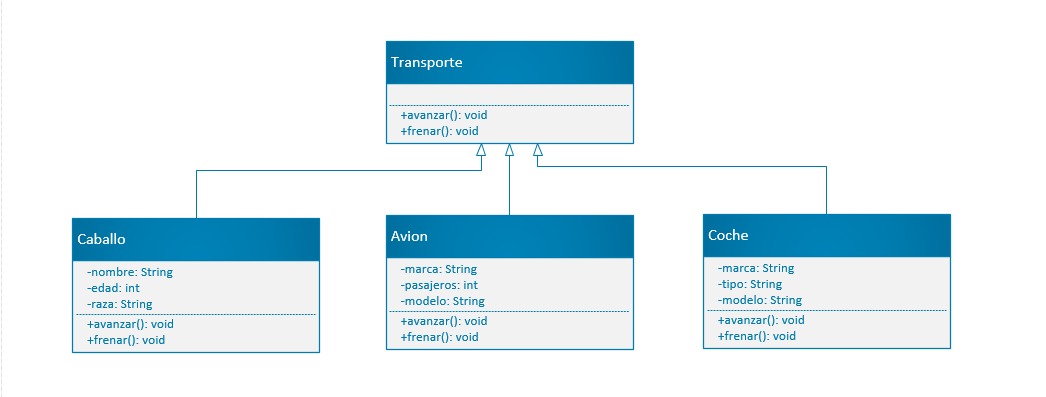 Transporte
+avanzar(): void
+frenar(): void
Caballo
-nombre: String
-edad: int
-raza: String
+avanzar(): void
+frenar(): void
Avion
-marca: String
-pasajeros: int
-modelo: String
+avanzar(): void
+frenar(): void
Coche
-marca: String
-tipo: String
-modelo: String
+avanzar(): void
+frenar(): void